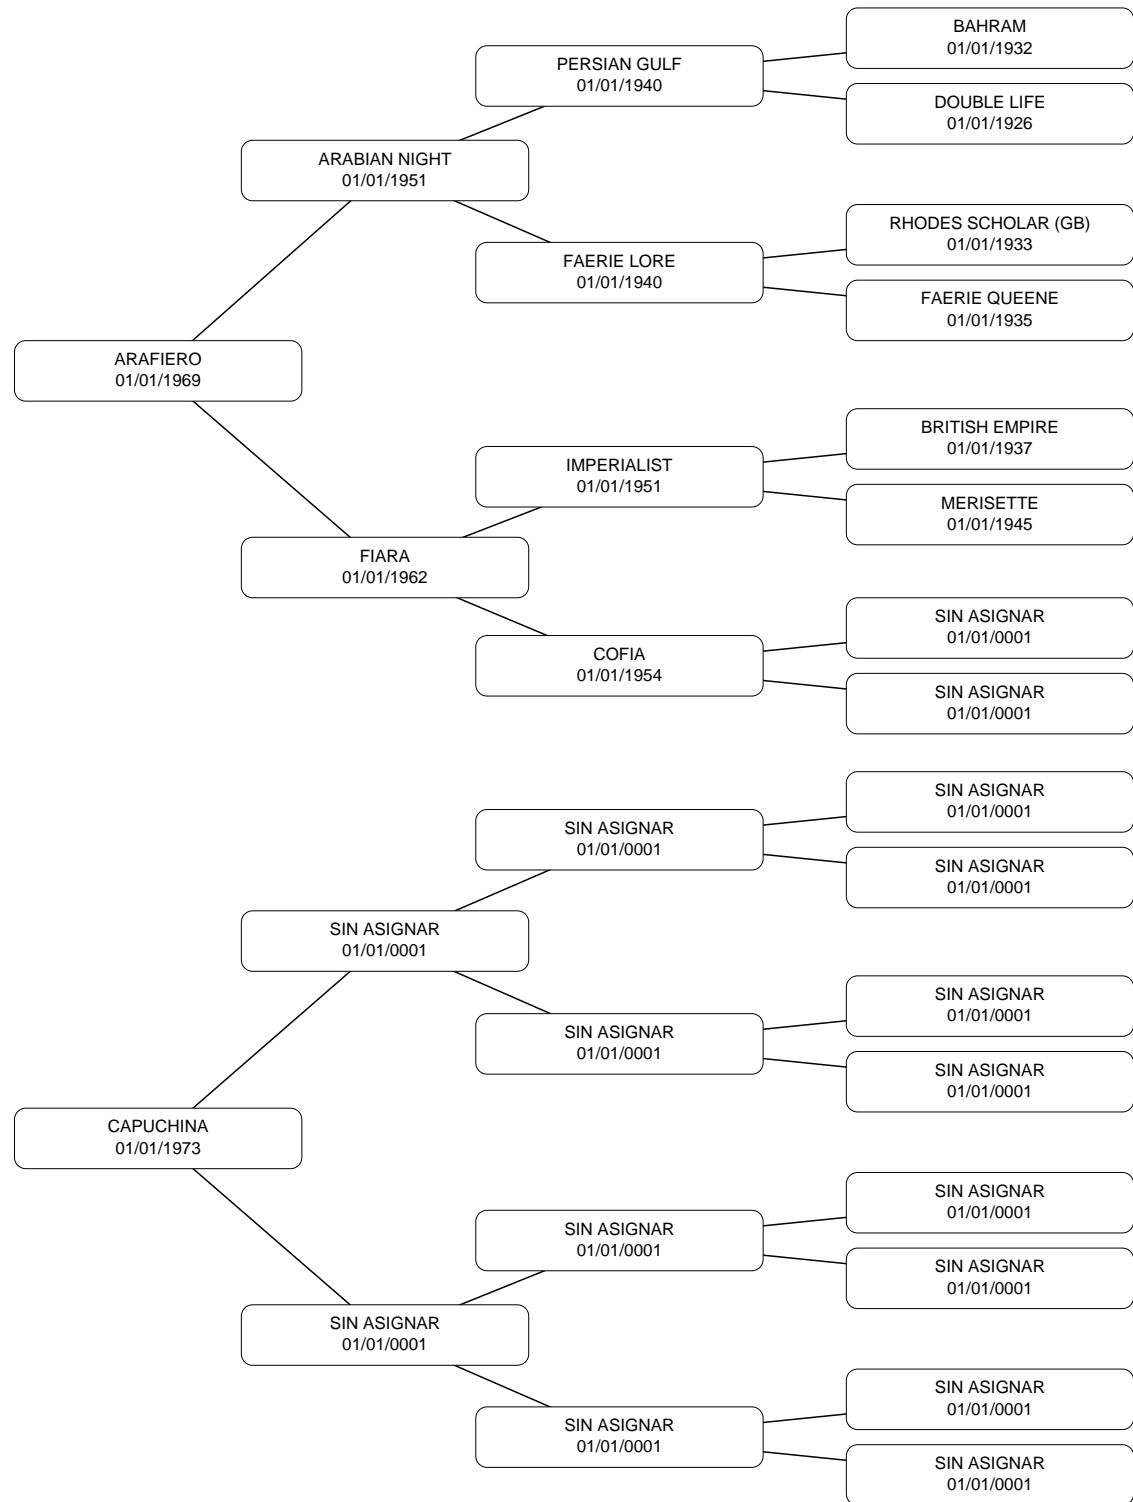 BAHRAM
01/01/1932
PERSIAN GULF
01/01/1940
DOUBLE LIFE
01/01/1926
ARABIAN NIGHT
01/01/1951
RHODES SCHOLAR (GB)
01/01/1933
FAERIE LORE
01/01/1940
FAERIE QUEENE
01/01/1935
ARAFIERO
01/01/1969
BRITISH EMPIRE
01/01/1937
IMPERIALIST
01/01/1951
MERISETTE
01/01/1945
FIARA
01/01/1962
SIN ASIGNAR
01/01/0001
COFIA
01/01/1954
SIN ASIGNAR
01/01/0001
SIN ASIGNAR
01/01/0001
SIN ASIGNAR
01/01/0001
SIN ASIGNAR
01/01/0001
SIN ASIGNAR
01/01/0001
SIN ASIGNAR
01/01/0001
SIN ASIGNAR
01/01/0001
SIN ASIGNAR
01/01/0001
CAPUCHINA
01/01/1973
SIN ASIGNAR
01/01/0001
SIN ASIGNAR
01/01/0001
SIN ASIGNAR
01/01/0001
SIN ASIGNAR
01/01/0001
SIN ASIGNAR
01/01/0001
SIN ASIGNAR
01/01/0001
SIN ASIGNAR
01/01/0001